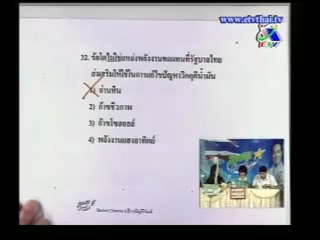 www.etvthai.tv
ETV
32. ข้อใดไม่ใช่แหล่งพลังงานทดแทนที่รัฐบาลไทย
ส่งเสริมให้ใช้ในการแก้ไขปัญหาวิกฤติน้ำมัน
1) ถ่านหิน
2) ก๊าซชีวภาพ
3) ก๊าซโซฮอลล์
4) พลังงานแสงอาทิตย์